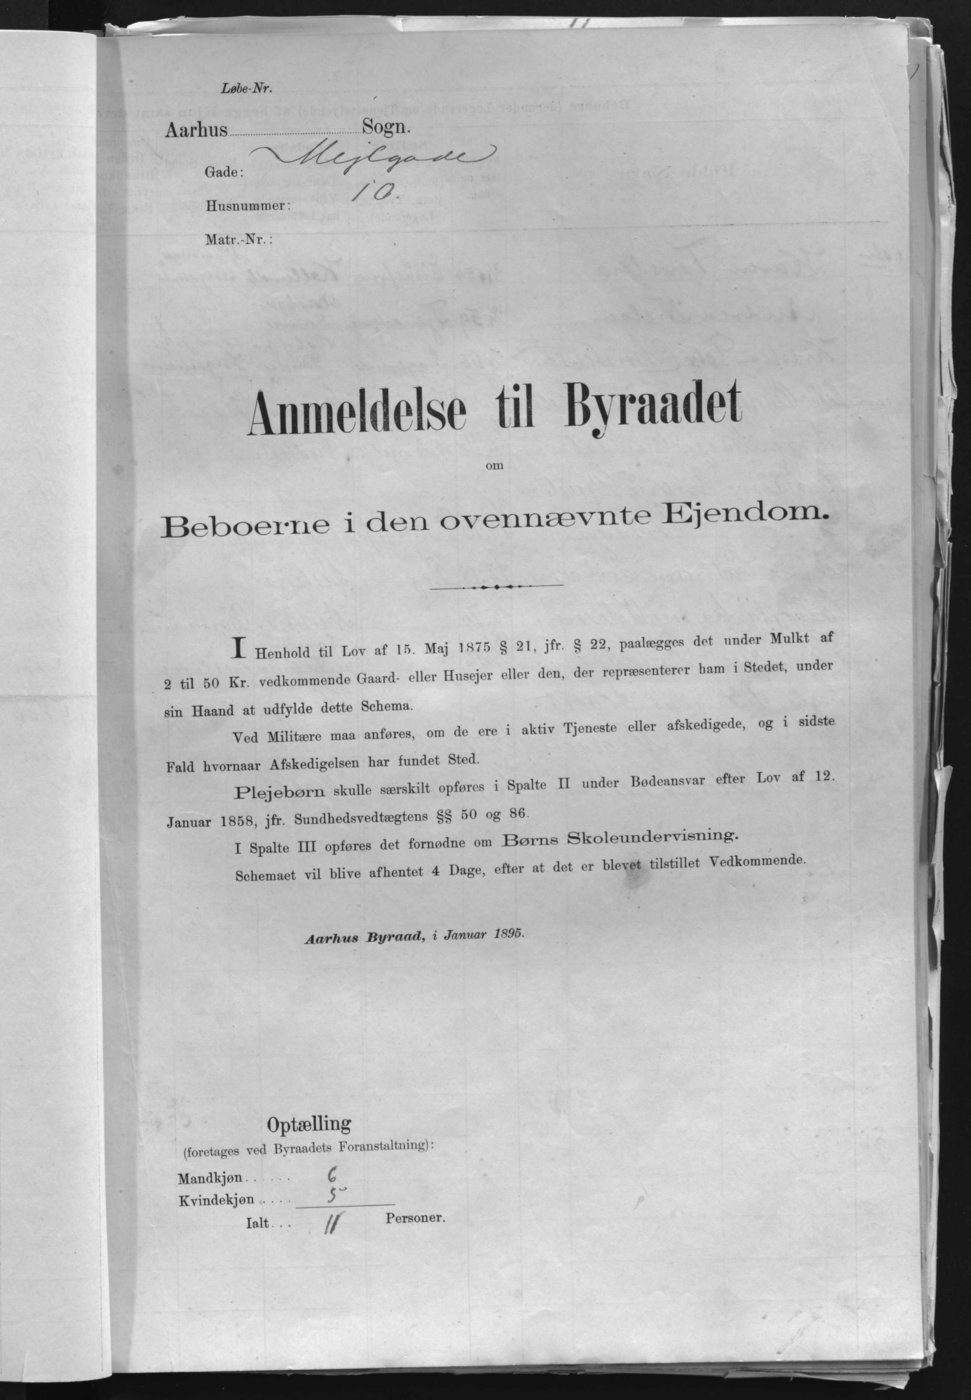 Løbe-Nr.
Aarhus Sogn.
Gade: Mejlgade
Husnummer: 10.
Matr.-Nr.:
Anmeldelse til Byraadet
om
Beboerne i den ovennævnte Ejendom.
I Henhold til Lov af 15. Maj 1875 § 21, jfr. § 22, paalægges det under Mulkt af
2 til 50 Kr. vedkommende Gaard- eller Husejer eller den, der repræsenterer ham i Stedet, under
sin Haand at udfylde dette Schema.
Ved Militære maa anføres, om de ere i aktiv Tjeneste eller afskedigede, og i sidste
Fald hvornaar Afskedigelsen har fundet Sted.
Plejebørn skulle særskilt opføres i Spalte II under Bødeansvar efter Lov af 12.
Januar 1858, jfr. Sundhedsvedtægtens §§ 50 og 86.
I Spalte III opføres det fornødne om Børns Skoleundervisning.
Schemaet vil blive afhentet 4 Dage, efter at det er blevet tilstillet Vedkommende.
Aarhus Byraad, i Januar 1895.
Optælling
(foretages ved Byraadets Foranstaltning):
Mandkjøn...... 6
Kvindekjøn.... 5
Ialt... 11 Personer.